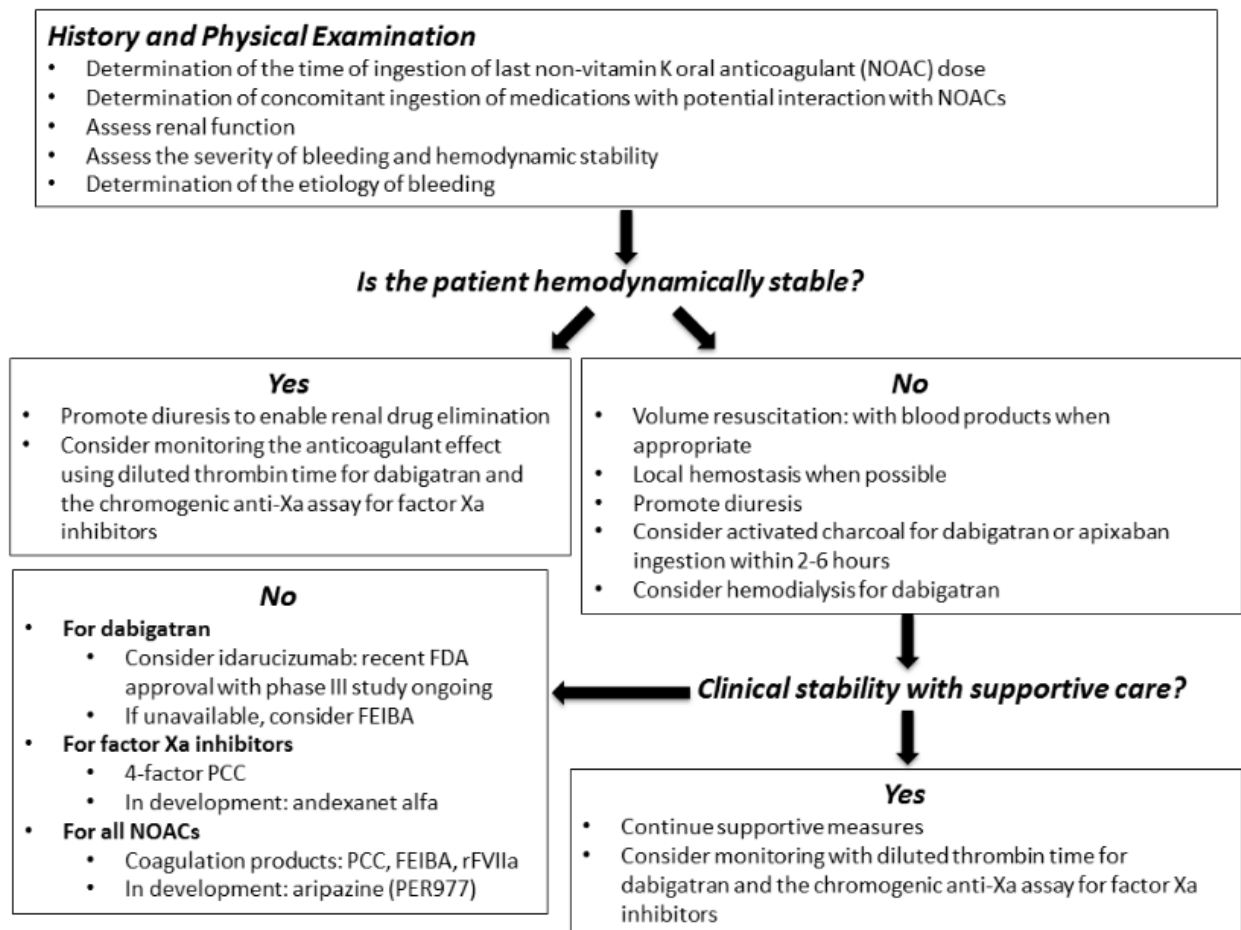 History and Physical Examination
• Determination of the time of ingestion of last non-vitamin K oral anticoagulant (NOAC) dose
• Determination of concomitant ingestion of medications with potential interaction with NOACs
• Assess renal function
• Assess the severity of bleeding and hemodynamic stability
• Determination of the etiology of bleeding
Is the patient hemodynamically stable?
Yes
• Promote diuresis to enable renal drug elimination
• Consider monitoring the anticoagulant effect
using diluted thrombin time for dabigatran and
the chromogenic anti-Xa assay for factor Xa
inhibitors
No
• Volume resuscitation: with blood products when
appropriate
• Local hemostasis when possible
• Promote diuresis
• Consider activated charcoal for dabigatran or apixaban
ingestion within 2-6 hours
• Consider hemodialysis for dabigatran
Clinical stability with supportive care?
No
• For dabigatran
• Consider idarucizumab: recent FDA
approval with phase III study ongoing
• If unavailable, consider FEIBA
• For factor Xa inhibitors
• 4-factor PCC
• In development: andexanet alfa
• For all NOACs
• Coagulation products: PCC, FEIBA, rFVIIa
• In development: aripazine (PER977)
Yes
• Continue supportive measures
• Consider monitoring with diluted thrombin time for
dabigatran and the chromogenic anti-Xa assay for factor Xa
inhibitors